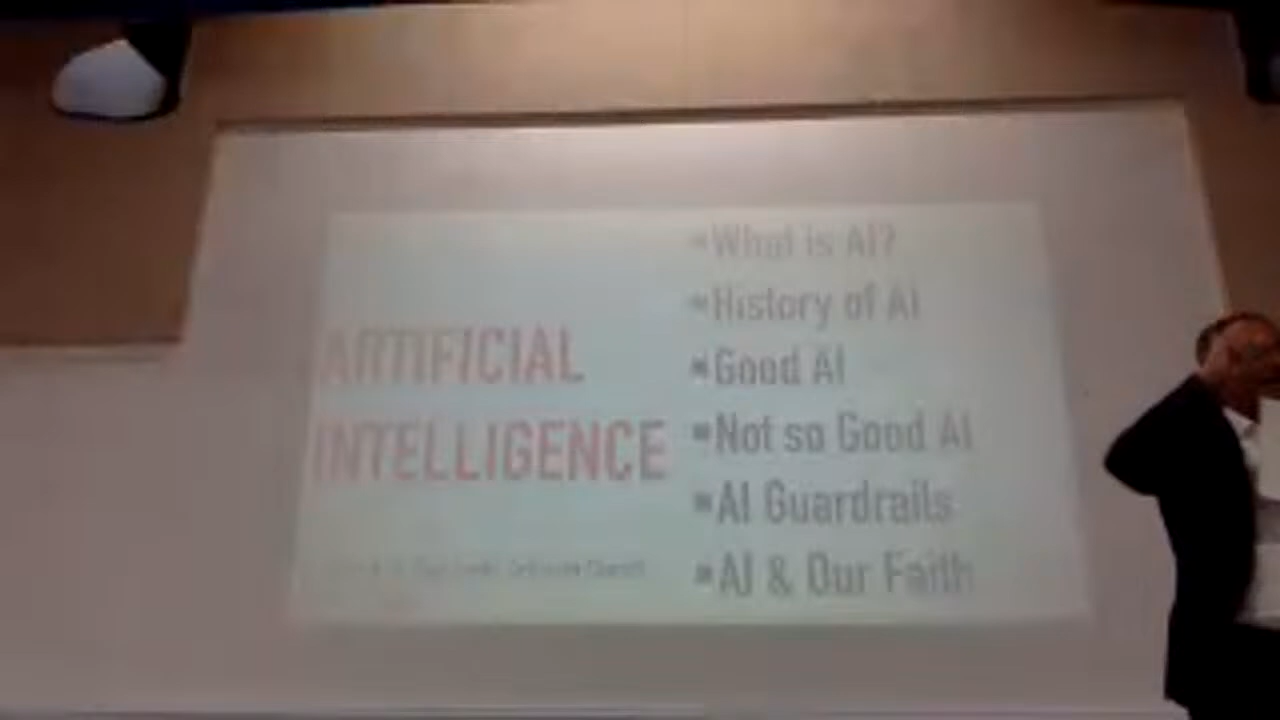 ARTIFICIAL
INTELLIGENCE
▪What is AI?
▪History of AI
▪Good AI
▪Not so Good AI
▪AI Guardrails
▪AI & Our Faith